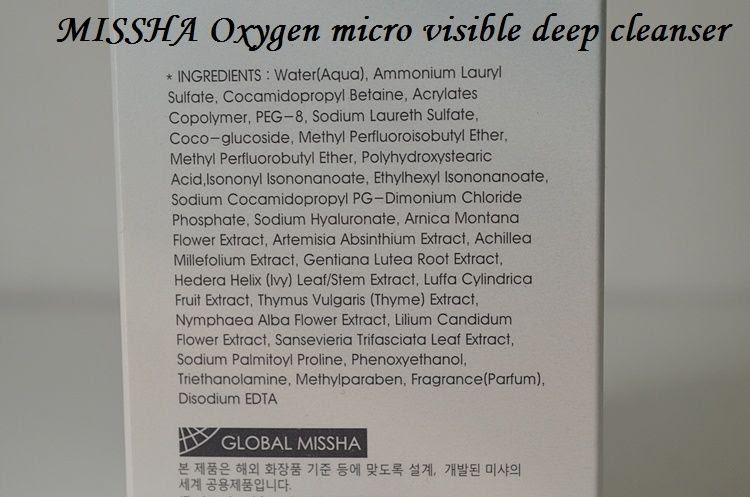 MISSHA Oxygen micro visible deep cleanser
* INGREDIENTS : Water(Aqua), Ammonium Lauryl
Sulfate, Cocamidopropyl Betaine, Acrylates
Copolymer, PEG-8, Sodium Laureth Sulfate,
Coco-glucoside, Methyl Perfluoroisobutyl Ether,
Methyl Perfluorobutyl Ether, Polyhydroxystearic
Acid,Isononyl Isononanoate, Ethylhexyl Isononanoate,
Sodium Cocamidopropyl PG-Dimonium Chloride
Phosphate, Sodium Hyaluronate, Arnica Montana
Flower Extract, Artemisia Absinthium Extract, Achillea
Millefolium Extract, Gentiana Lutea Root Extract,
Hedera Helix (Ivy) Leaf/Stem Extract, Luffa Cylindrica
Fruit Extract, Thymus Vulgaris (Thyme) Extract,
Nymphaea Alba Flower Extract, Lilium Candidum
Flower Extract, Sansevieria Trifasciata Leaf Extract,
Sodium Palmitoyl Proline, Phenoxyethanol,
Triethanolamine, Methylparaben, Fragrance(Parfum),
Disodium EDTA
GLOBAL MISSHA
본 제품은 해외 화장품 기준 등에 맞도록 설계, 개발된 미샤의
세계 공용제품입니다.